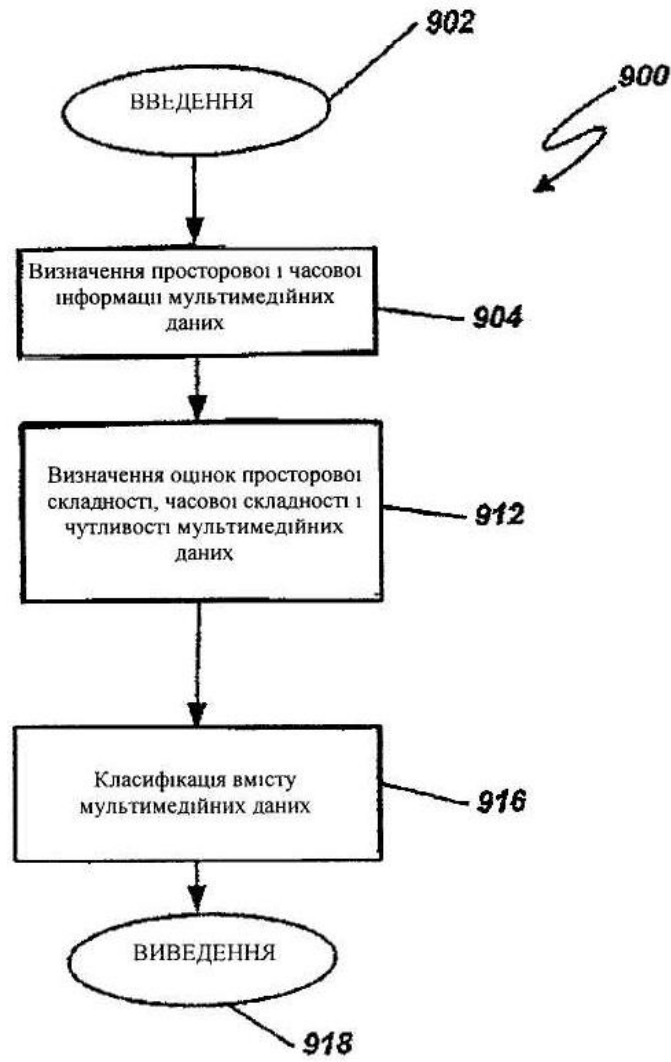 902
900
ВВЕДЕННЯ
Визначення просторової і часової
інформації мультимедійних
даних
904
Визначення оцінок просторової
складності, часової складності і
чутливості мультимедійних
даних
912
Класифікація вмісту
мультимедійних даних
916
ВИВЕДЕННЯ
918